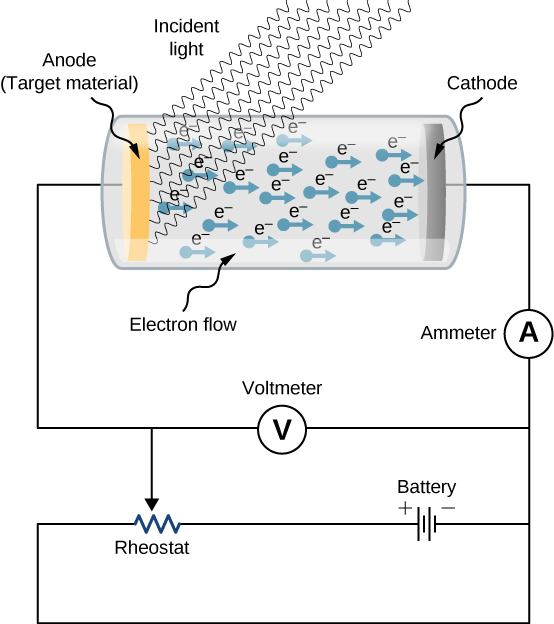 Incident
light
Anode
(Target material)
Cathode
e⁻ e⁻ e⁻
e⁻ e⁻
e⁻ e⁻ e⁻
e⁻ e⁻ e⁻ e⁻
e⁻ e⁻
e⁻ e⁻ e⁻
e⁻ e⁻ e⁻ e⁻
Electron flow
Ammeter
A
Voltmeter
V
Battery
+ −
Rheostat